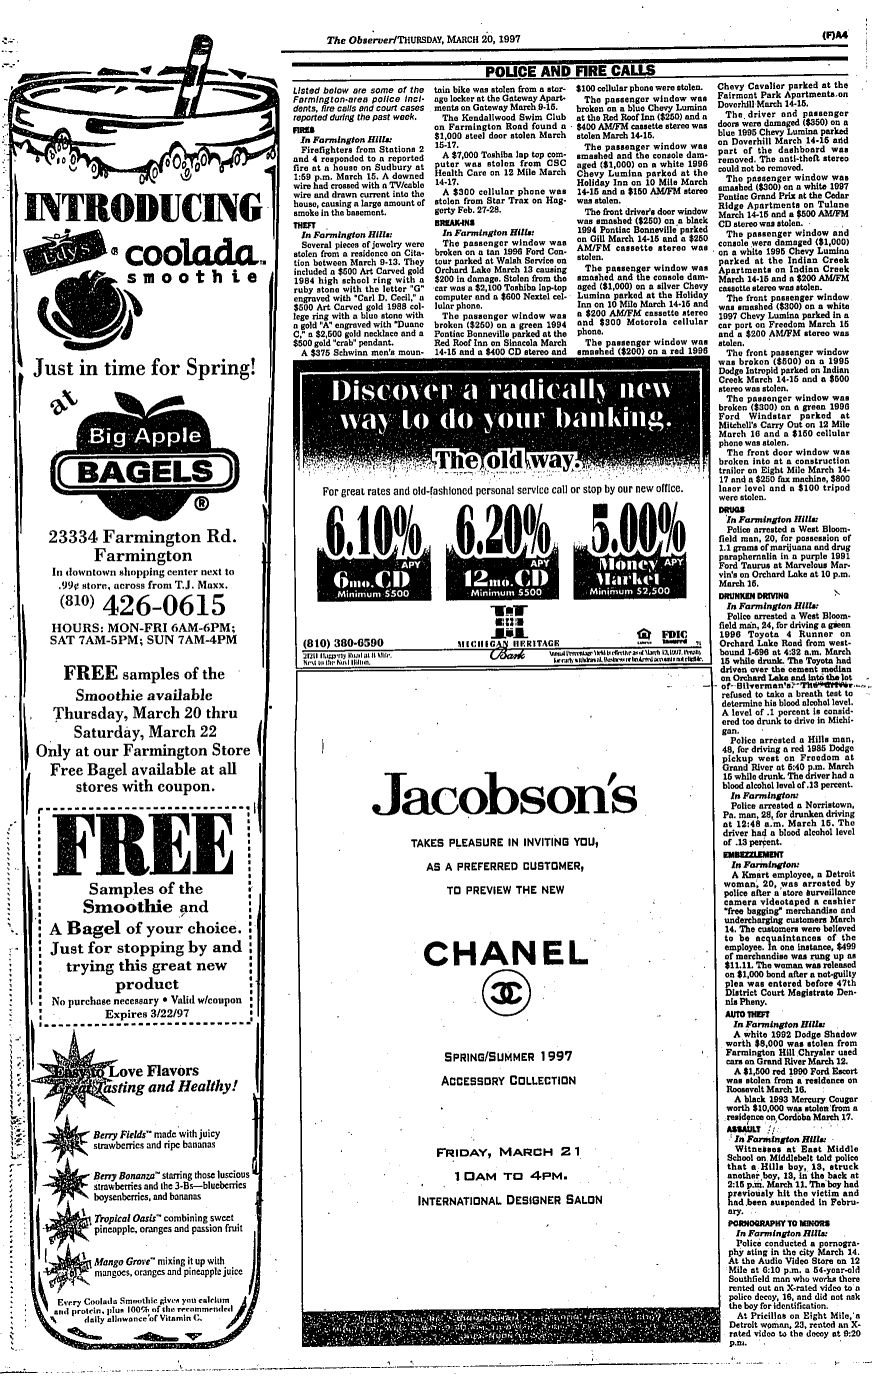 The Observer/THURSDAY, MARCH 20, 1997
(F)A4
INTRODUCING
Edy's ® coolada™
smoothie
Just in time for Spring!
at
Big Apple
BAGELS
®
23334 Farmington Rd.
Farmington
In downtown shopping center next to
.99¢ store, across from T.J. Maxx.
(810) 426-0615
HOURS: MON-FRI 6AM-6PM;
SAT 7AM-5PM; SUN 7AM-4PM
FREE samples of the
Smoothie available
Thursday, March 20 thru
Saturday, March 22
Only at our Farmington Store
Free Bagel available at all
stores with coupon.
FREE
Samples of the
Smoothie and
A Bagel of your choice.
Just for stopping by and
trying this great new
product
No purchase necessary • Valid w/coupon
Expires 3/22/97
Easy to Love Flavors
Great Tasting and Healthy!
Berry Fields™ made with juicy
strawberries and ripe bananas
Berry Bonanza™ starring those luscious
strawberries and the 3-Bs—blueberries
boysenberries, and bananas
Tropical Oasis™ combining sweet
pineapple, oranges and passion fruit
Mango Grove™ mixing it up with
mangoes, oranges and pineapple juice
Every Coolada Smoothie gives you calcium
and protein, plus 100% of the recommended
daily allowance of Vitamin C.
POLICE AND FIRE CALLS
Listed below are some of the
Farmington-area police inci-
dents, fire calls and court cases
reported during the past week.
FIRES
In Farmington Hills:
Firefighters from Stations 2
and 4 responded to a reported
fire at a house on Sudbury at
1:59 p.m. March 15. A downed
wire had crossed with a TV/cable
wire and drawn current into the
house, causing a large amount of
smoke in the basement.
THEFT
In Farmington Hills:
Several pieces of jewelry were
stolen from a residence on Cita-
tion between March 9-13. They
included a $500 Art Carved gold
1984 high school ring with a
ruby stone with the letter "G"
engraved with "Carl D. Cecil," a
$500 Art Carved gold 1988 col-
lege ring with a blue stone with
a gold "A" engraved with "Duane
C," a $2,500 gold necklace and a
$500 gold "crab" pendant.
A $375 Schwinn men's moun-
tain bike was stolen from a stor-
age locker at the Gateway Apart-
ments on Gateway March 9-16.
The Kendallwood Swim Club
on Farmington Road found a
$1,000 steel door stolen March
15-17.
A $7,000 Toshiba lap top com-
puter was stolen from CSC
Health Care on 12 Mile March
14-17.
A $300 cellular phone was
stolen from Star Trax on Hag-
gerty Feb. 27-28.
BREAK-INS
In Farmington Hills:
The passenger window was
broken on a tan 1996 Ford Con-
tour parked at Walsh Service on
Orchard Lake March 13 causing
$200 in damage. Stolen from the
car was a $2,100 Toshiba lap-top
computer and a $600 Nextel cel-
lular phone.
The passenger window was
broken ($250) on a green 1994
Pontiac Bonneville parked at the
Red Roof Inn on Sinacola March
14-15 and a $400 CD stereo and
$100 cellular phone were stolen.
The passenger window was
broken on a blue Chevy Lumina
at the Red Roof Inn ($250) and a
$400 AM/FM cassette stereo was
stolen March 14-15.
The passenger window was
smashed and the console dam-
aged ($1,000) on a white 1996
Chevy Lumina parked at the
Holiday Inn on 10 Mile March
14-15 and a $150 AM/FM stereo
was stolen.
The front driver's door window
was smashed ($250) on a black
1994 Pontiac Bonneville parked
on Gill March 14-15 and a $250
AM/FM cassette stereo was
stolen.
The passenger window was
smashed and the console dam-
aged ($1,000) on a silver Chevy
Lumina parked at the Holiday
Inn on 10 Mile March 14-15 and
a $200 AM/FM cassette stereo
and $300 Motorola cellular
phone.
The passenger window was
smashed ($200) on a red 1996
Chevy Cavalier parked at the
Fairmont Park Apartments on
Doverhill March 14-15.
The driver and passenger
doors were damaged ($350) on a
blue 1995 Chevy Lumina parked
on Doverhill March 14-15 and
part of the dashboard was
removed. The anti-theft stereo
could not be removed.
The passenger window was
smashed ($300) on a white 1997
Pontiac Grand Prix at the Cedar
Ridge Apartments on Tulane
March 14-15 and a $500 AM/FM
CD stereo was stolen.
The passenger window and
console were damaged ($1,000)
on a white 1995 Chevy Lumina
parked at the Indian Creek
Apartments on Indian Creek
March 14-15 and a $200 AM/FM
cassette stereo was stolen.
The front passenger window
was smashed ($300) on a white
1997 Chevy Lumina parked in a
car port on Freedom March 15
and a $200 AM/FM stereo was
stolen.
The front passenger window
was broken ($500) on a 1995
Dodge Intrepid parked on Indian
Creek March 14-15 and a $500
stereo was stolen.
The passenger window was
broken ($300) on a green 1996
Ford Windstar parked at
Mitchell's Carry Out on 12 Mile
March 16 and a $150 cellular
phone was stolen.
The front door window was
broken into at a construction
trailer on Eight Mile March 14-
17 and a $250 fax machine, $800
laser level and a $100 tripod
were stolen.
DRUGS
In Farmington Hills:
Police arrested a West Bloom-
field man, 20, for possession of
1.1 grams of marijuana and drug
paraphernalia in a purple 1991
Ford Taurus at Marvelous Mar-
vin's on Orchard Lake at 10 p.m.
March 16.
DRUNKEN DRIVING
In Farmington Hills:
Police arrested a West Bloom-
field man, 24, for driving a green
1996 Toyota 4 Runner on
Orchard Lake Road from west-
bound I-696 at 4:32 a.m. March
15 while drunk. The Toyota had
driven over the cement median
on Orchard Lake and into the lot
of Silverman's. The driver
refused to take a breath test to
determine his blood alcohol level.
A level of .1 percent is consid-
ered too drunk to drive in Michi-
gan.
Police arrested a Hills man,
48, for driving a red 1985 Dodge
pickup west on Freedom at
Grand River at 5:40 p.m. March
15 while drunk. The driver had a
blood alcohol level of .13 percent.
In Farmington:
Police arrested a Norristown,
Pa. man, 28, for drunken driving
at 12:48 a.m. March 15. The
driver had a blood alcohol level
of .13 percent.
EMBEZZLEMENT
In Farmington:
A Kmart employee, a Detroit
woman, 20, was arrested by
police after a store surveillance
camera videotaped a cashier
"free bagging" merchandise and
undercharging customers March
14. The customers were believed
to be acquaintances of the
employee. In one instance, $499
of merchandise was rung up as
$11.11. The woman was released
on $1,000 bond after a not-guilty
plea was entered before 47th
District Court Magistrate Den-
nis Pheny.
AUTO THEFT
In Farmington Hills:
A white 1992 Dodge Shadow
worth $8,000 was stolen from
Farmington Hill Chrysler used
cars on Grand River March 12.
A $1,500 red 1990 Ford Escort
was stolen from a residence on
Roosevelt March 16.
A black 1993 Mercury Cougar
worth $10,000 was stolen from a
residence on Cordoba March 17.
ASSAULT
In Farmington Hills:
Witnesses at East Middle
School on Middlebelt told police
that a Hills boy, 13, struck
another boy, 13, in the back at
2:15 p.m. March 11. The boy had
previously hit the victim and
had been suspended in Febru-
ary.
PORNOGRAPHY TO MINORS
In Farmington Hills:
Police conducted a pornogra-
phy sting in the city March 14.
At the Audio Video Store on 12
Mile at 6:10 p.m. a 54-year-old
Southfield man who works there
rented out an X-rated video to a
police decoy, 16, and did not ask
the boy for identification.
At Pricilles on Eight Mile, a
Detroit woman, 23, rented an X-
rated video to the decoy at 9:20
p.m.
Discover a radically new
way to do your banking.
The old way.
For great rates and old-fashioned personal service call or stop by our new office.
6.10% APY
6mo. CD
Minimum $500
6.20% APY
12mo. CD
Minimum $500
5.00% APY
Money Market
Minimum $2,500
(810) 380-6590
Haggerty Road at 8 Mile.
Next to the Novi Hilton.
MICHIGAN HERITAGE
Bank
FDIC
Insured
Annual Percentage Yield is effective as of March 13, 1997. Penalty
for early withdrawal. Business or brokered accounts not eligible.
Jacobson's
TAKES PLEASURE IN INVITING YOU,
AS A PREFERRED CUSTOMER,
TO PREVIEW THE NEW
CHANEL
SPRING/SUMMER 1997
ACCESSORY COLLECTION
FRIDAY, MARCH 21
10AM TO 4PM.
INTERNATIONAL DESIGNER SALON